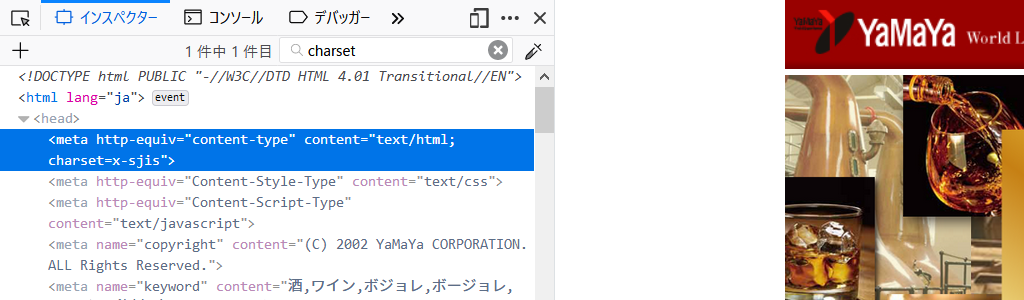 インスペクター
コンソール
デバッガー
1 件中 1 件目
charset
<!DOCTYPE html PUBLIC "-//W3C//DTD HTML 4.01 Transitional//EN">
<html lang="ja"> event
<head>
<meta http-equiv="content-type" content="text/html;
charset=x-sjis">
<meta http-equiv="Content-Style-Type" content="text/css">
<meta http-equiv="Content-Script-Type"
content="text/javascript">
<meta name="copyright" content="(C) 2002 YaMaYa CORPORATION.
ALL Rights Reserved.">
<meta name="keyword" content="酒,ワイン,ボジョレ,ボージョレ,
YaMaYa World L